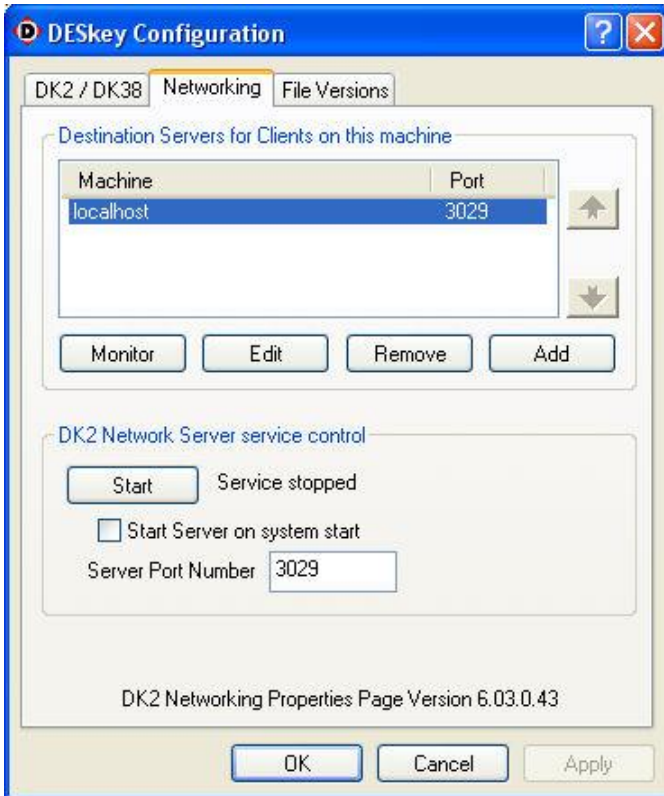 DESkey Configuration
DK2 / DK38 Networking File Versions
Destination Servers for Clients on this machine
Machine Port
localhost 3029
Monitor Edit Remove Add
DK2 Network Server service control
Start Service stopped
Start Server on system start
Server Port Number 3029
DK2 Networking Properties Page Version 6.03.0.43
OK Cancel Apply